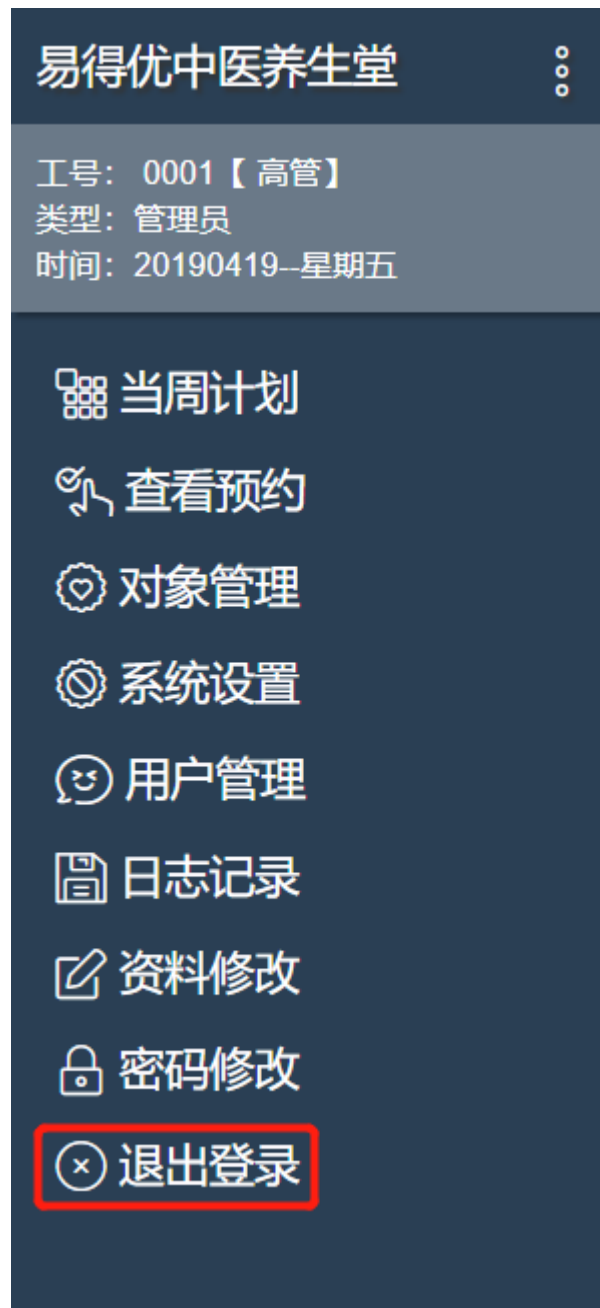 易得优中医养生堂
工号： 0001【 高管】
类型：管理员
时间：20190419--星期五
当周计划
查看预约
对象管理
系统设置
用户管理
日志记录
资料修改
密码修改
退出登录